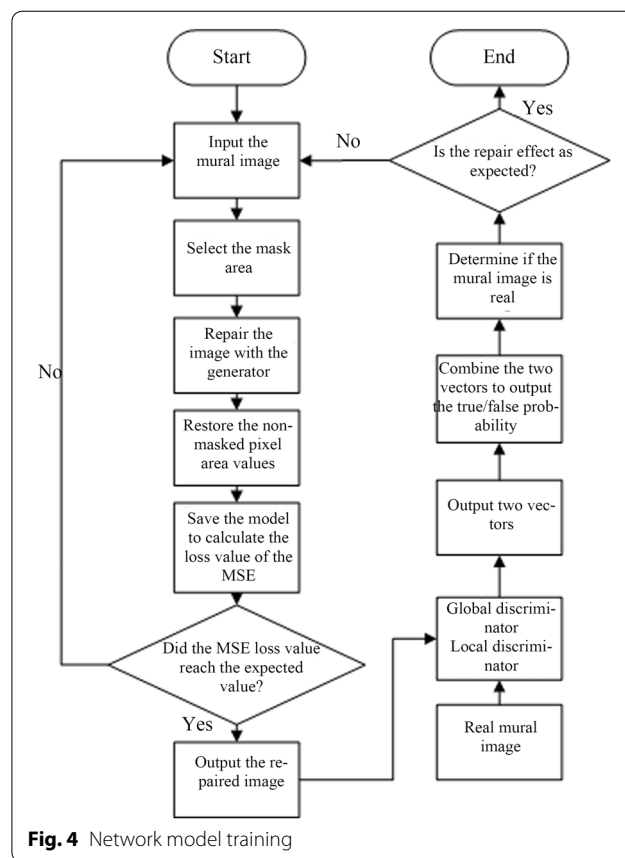 Start
Input the
mural image
Select the mask
area
Repair the
image with the
generator
Restore the non-
masked pixel
area values
Save the model
to calculate the
loss value of the
MSE
Did the MSE loss value
reach the expected
value?
No
Yes
Output the re-
paired image
Real mural
image
Global discrimi-
nator
Local discrimi-
nator
Output two vec-
tors
Combine the two
vectors to output
the true/false prob-
ability
Determine if the
mural image is
real
Is the repair effect as
expected?
No
Yes
End
Fig. 4 Network model training